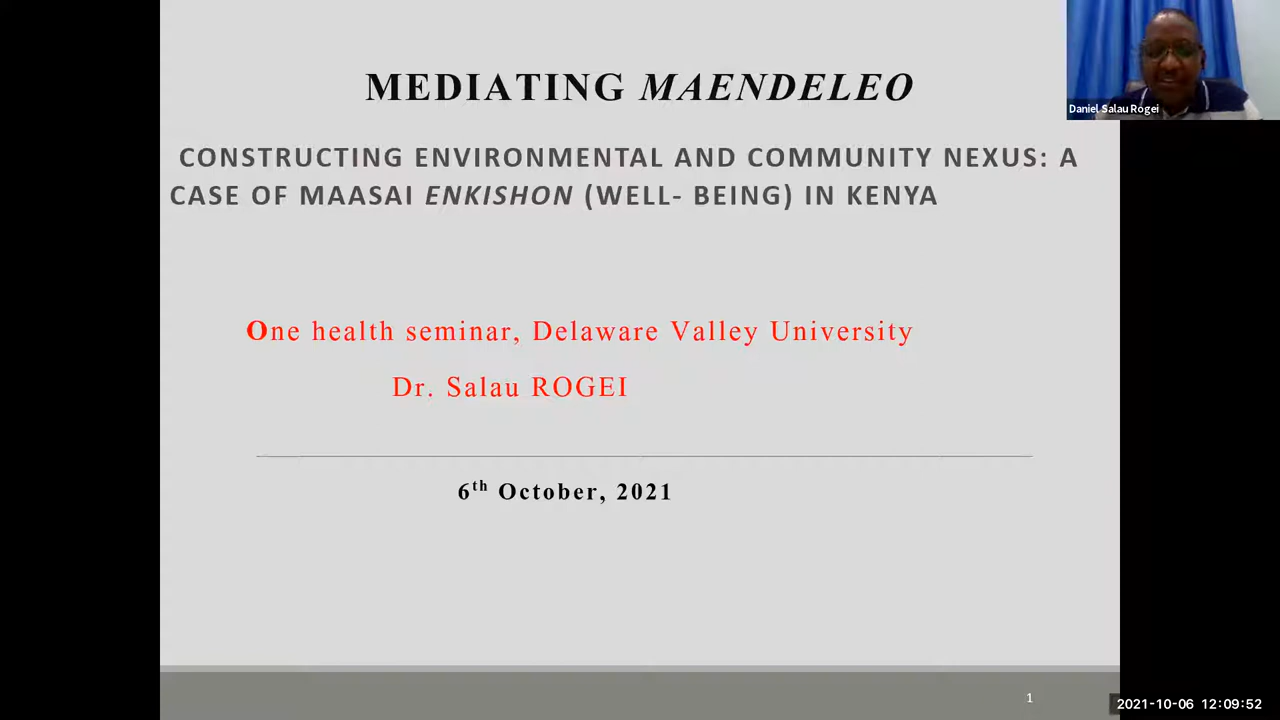 MEDIATING MAENDELEO
Daniel Salau Rogei
CONSTRUCTING ENVIRONMENTAL AND COMMUNITY NEXUS: A
CASE OF MAASAI ENKISHON (WELL- BEING) IN KENYA
One health seminar, Delaware Valley University
Dr. Salau ROGEI
6th October, 2021
1
2021-10-06 12:09:52